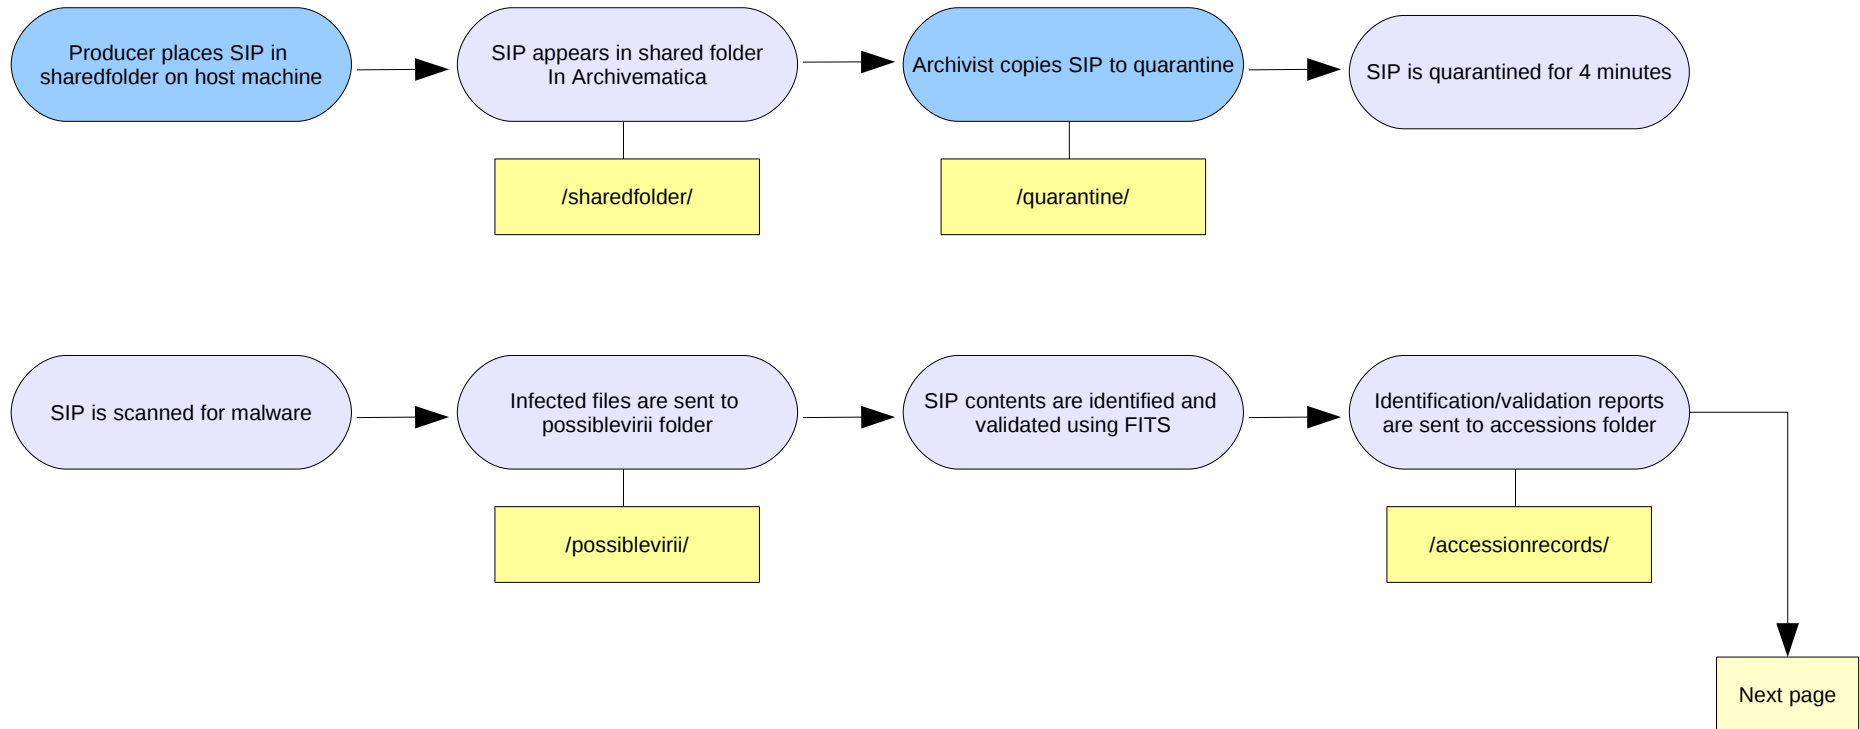 Producer places SIP in
sharedfolder on host machine
SIP appears in shared folder
In Archivematica
Archivist copies SIP to quarantine
SIP is quarantined for 4 minutes
/sharedfolder/
/quarantine/
SIP is scanned for malware
Infected files are sent to
possiblevirii folder
SIP contents are identified and
validated using FITS
Identification/validation reports
are sent to accessions folder
/possiblevirii/
/accessionrecords/
Next page